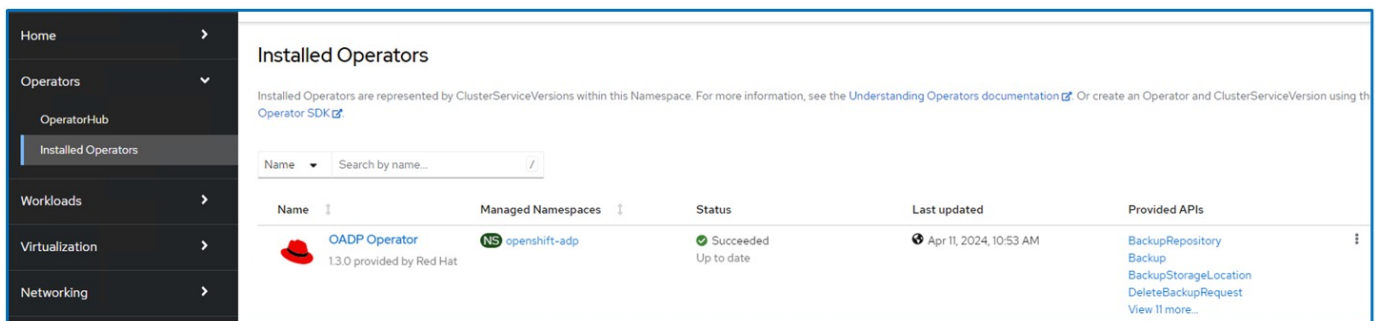 Home
Operators
OperatorHub
Installed Operators
Workloads
Virtualization
Networking
Installed Operators
Installed Operators are represented by ClusterServiceVersions within this Namespace. For more information, see the Understanding Operators documentation. Or create an Operator and ClusterServiceVersion using th
Operator SDK.
Name Search by name... /
Name Managed Namespaces Status Last updated Provided APIs
OADP Operator NS openshift-adp Succeeded Apr 11, 2024, 10:53 AM BackupRepository
1.3.0 provided by Red Hat Up to date Backup
BackupStorageLocation
DeleteBackupRequest
View 11 more...